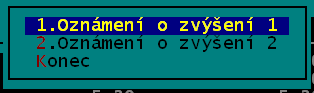 1.Oznámení o zvýšení 1
2.Oznámení o zvýšení 2
Konec